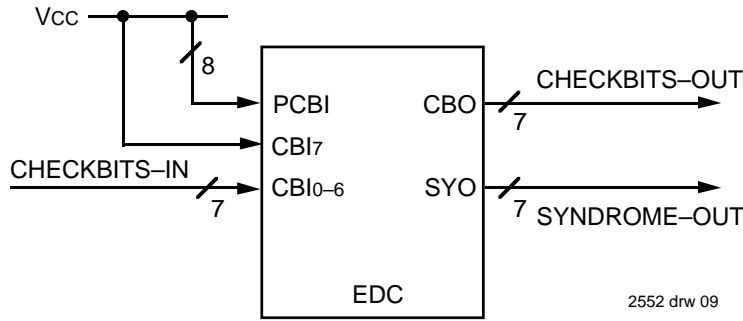 Vcc
8
CHECKBITS–OUT
PCBI
CBO
7
CBI7
CHECKBITS–IN
7
CBI0–6
SYO
7
SYNDROME–OUT
EDC
2552 drw 09